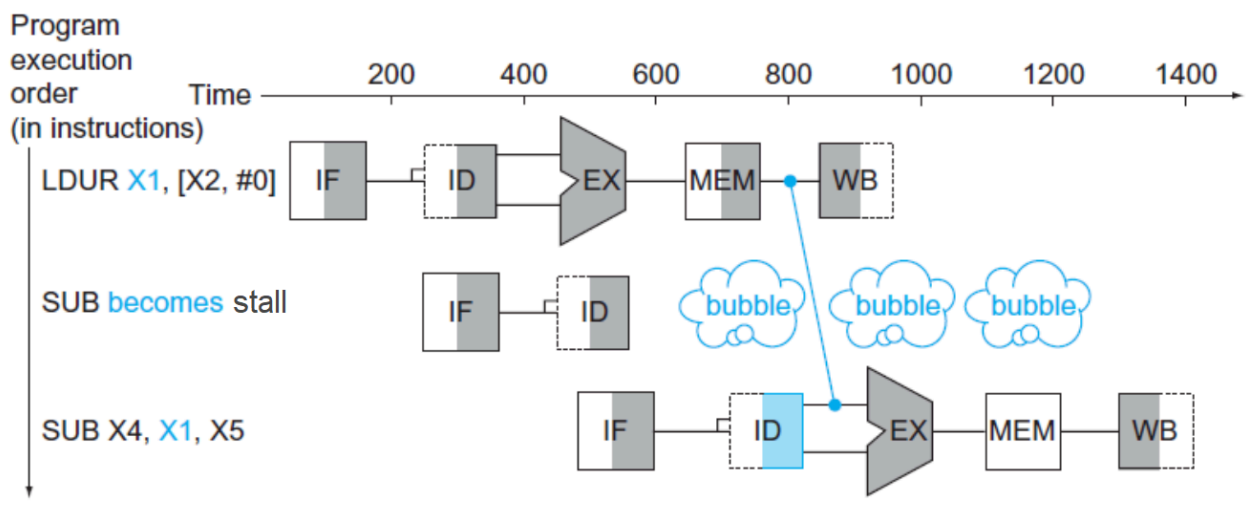 Program
execution
order
(in instructions)
Time
200 400 600 800 1000 1200 1400
LDUR X1, [X2, #0] IF ID EX MEM WB
SUB becomes stall IF ID bubble bubble bubble
SUB X4, X1, X5 IF ID EX MEM WB